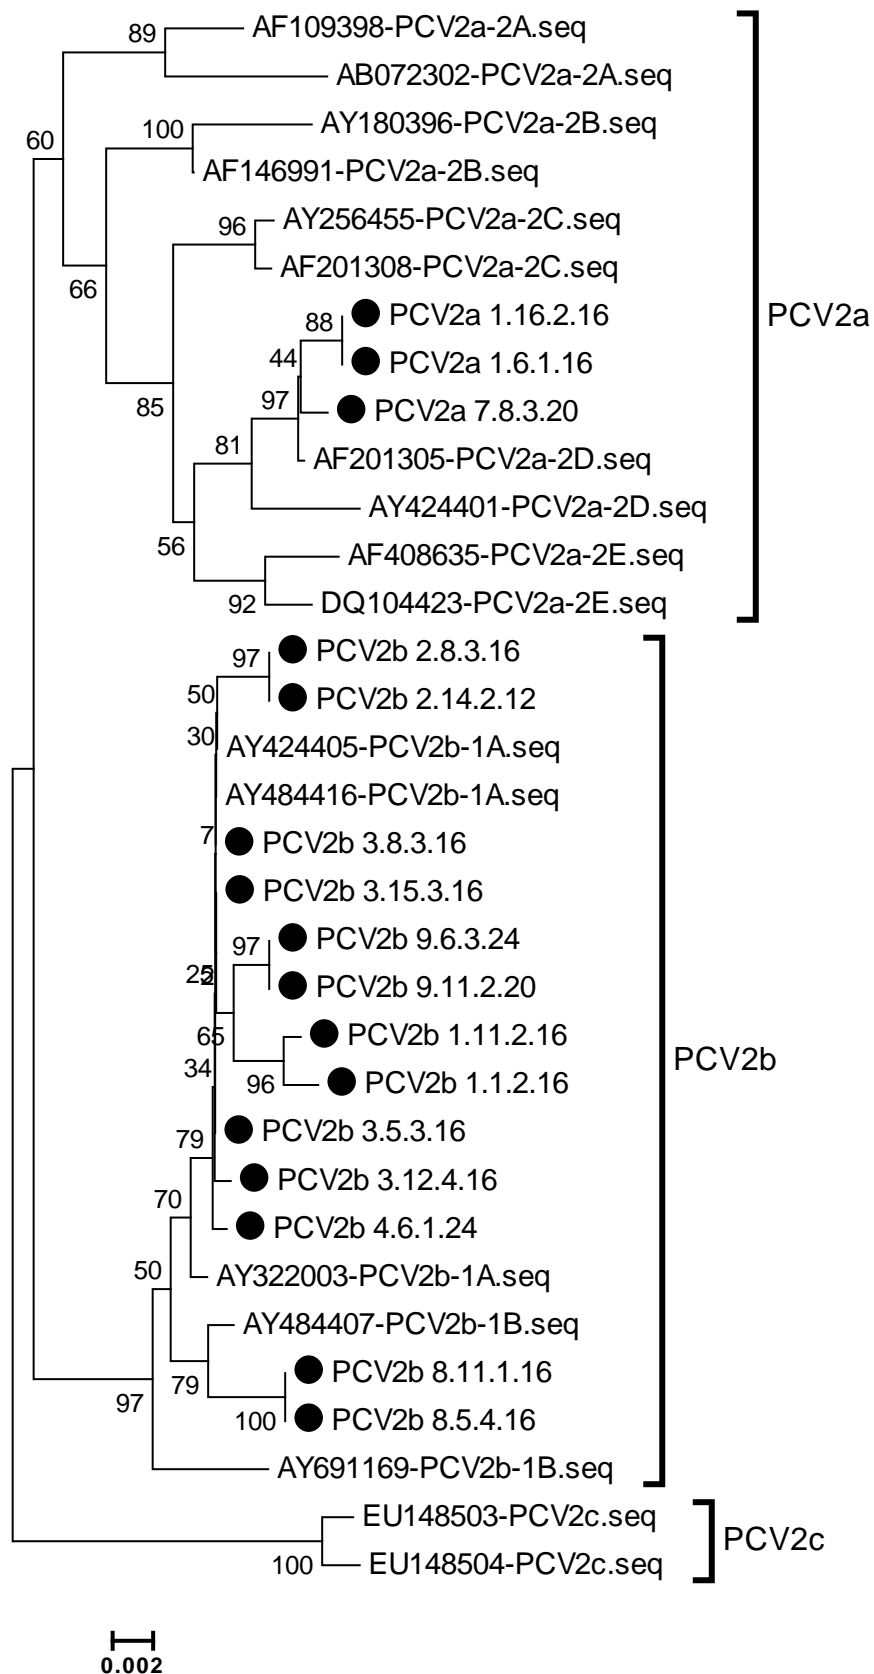 89
AF109398-PCV2a-2A.seq
AB072302-PCV2a-2A.seq
60
100
AY180396-PCV2a-2B.seq
AF146991-PCV2a-2B.seq
66
96
AY256455-PCV2a-2C.seq
AF201308-PCV2a-2C.seq
PCV2a
88
PCV2a 1.16.2.16
44
PCV2a 1.6.1.16
85
97
PCV2a 7.8.3.20
81
AF201305-PCV2a-2D.seq
AY424401-PCV2a-2D.seq
56
AF408635-PCV2a-2E.seq
92
DQ104423-PCV2a-2E.seq
97
PCV2b 2.8.3.16
50
PCV2b 2.14.2.12
30
AY424405-PCV2b-1A.seq
AY484416-PCV2b-1A.seq
7
PCV2b 3.8.3.16
PCV2b 3.15.3.16
97
PCV2b 9.6.3.24
25
PCV2b 9.11.2.20
65
PCV2b 1.11.2.16
PCV2b
34
96
PCV2b 1.1.2.16
79
PCV2b 3.5.3.16
70
PCV2b 3.12.4.16
PCV2b 4.6.1.24
50
AY322003-PCV2b-1A.seq
AY484407-PCV2b-1B.seq
79
PCV2b 8.11.1.16
97
100
PCV2b 8.5.4.16
AY691169-PCV2b-1B.seq
EU148503-PCV2c.seq
PCV2c
100
EU148504-PCV2c.seq
0.002